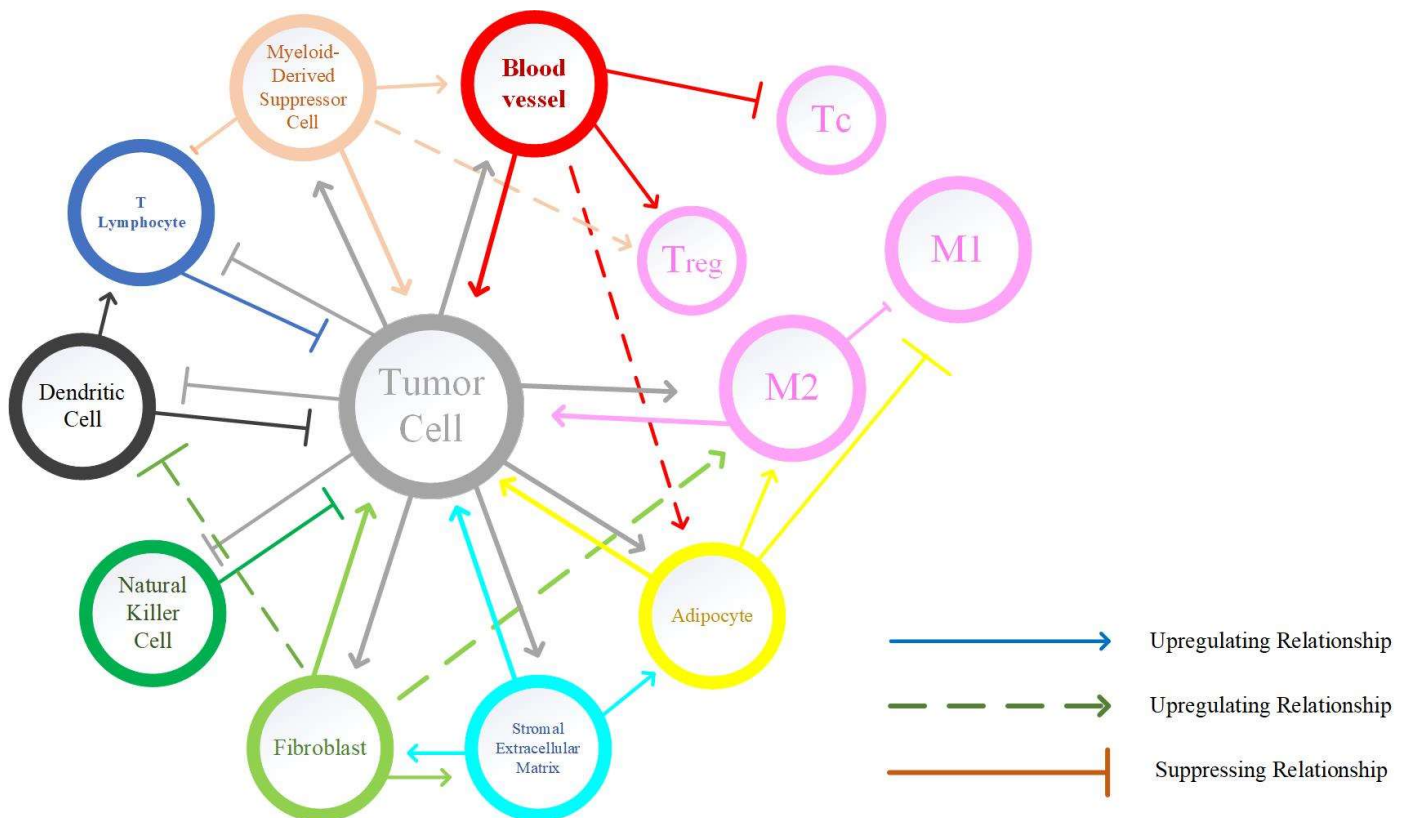 Myeloid-
Derived
Suppressor
Cell
Blood
vessel
Tc
T
Lymphocyte
Treg
M1
Dendritic
Cell
Tumor
Cell
M2
Natural
Killer
Cell
Adipocyte
Fibroblast
Stromal
Extracellular
Matrix
Upregulating Relationship
Upregulating Relationship
Suppressing Relationship